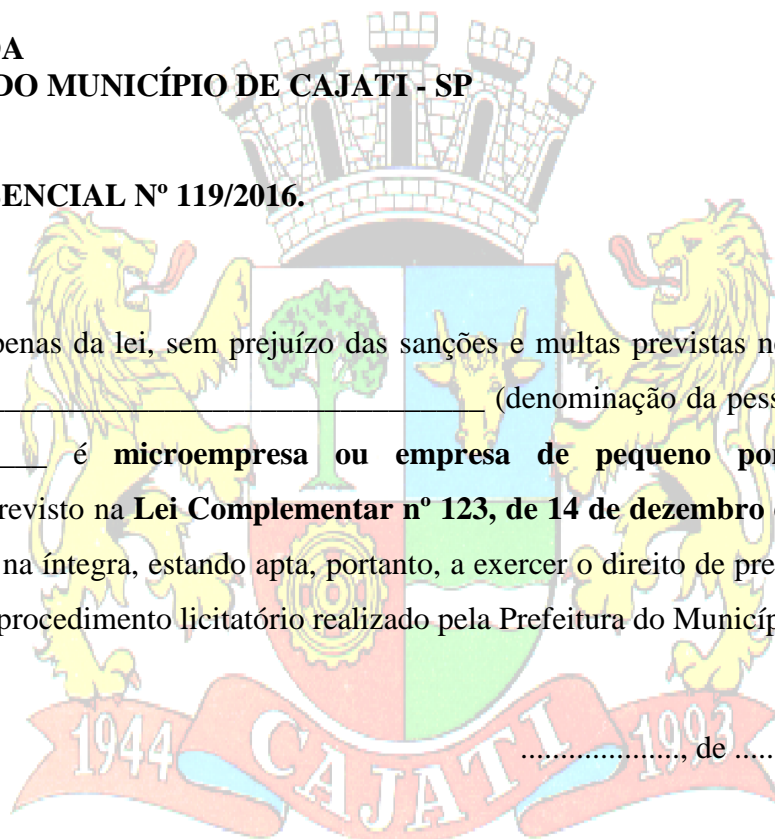 DA
DO MUNICÍPIO DE CAJATI - SP
SENCIAL Nº 119/2016.
penas da lei, sem prejuízo das sanções e multas previstas n
_______________________________ (denominação da pess
___ é microempresa ou empresa de pequeno por
revisto na Lei Complementar nº 123, de 14 de dezembro
na íntegra, estando apta, portanto, a exercer o direito de pre
procedimento licitatório realizado pela Prefeitura do Municíp
...................., de .....
1944 CAJATI 1993